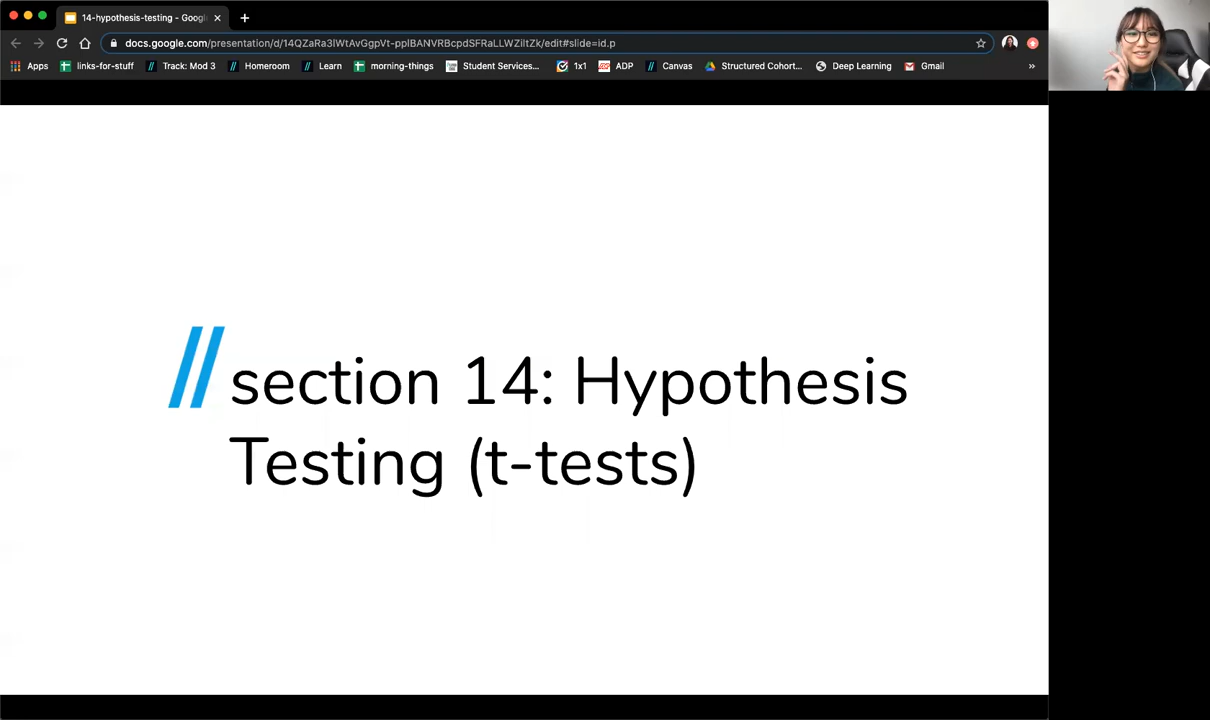 14-hypothesis-testing - Googl
docs.google.com/presentation/d/14QZaRa3lWtAvGgpVt-pplBANVRBcpdSFRaLLWZiltZk/edit#slide=id.p
Apps links-for-stuff Track: Mod 3 Homeroom Learn morning-things Student Services... 1x1 ADP Canvas Structured Cohort... Deep Learning Gmail »
// section 14: Hypothesis
Testing (t-tests)